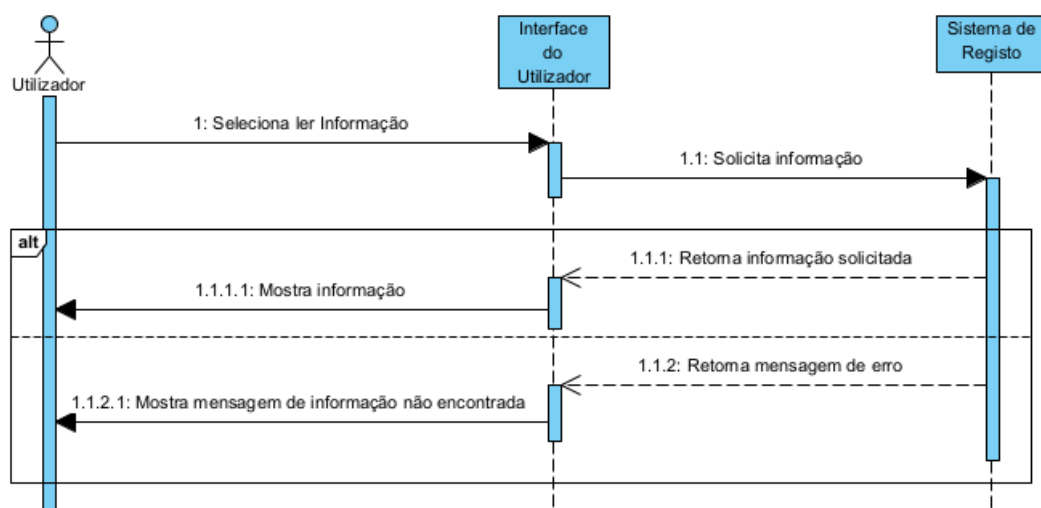 Utilizador
Interface
do
Utilizador
Sistema de
Registo
1: Seleciona ler Informação
1.1: Solicita informação
alt
1.1.1: Retorna informação solicitada
1.1.1.1: Mostra informação
1.1.2: Retorna mensagem de erro
1.1.2.1: Mostra mensagem de informação não encontrada